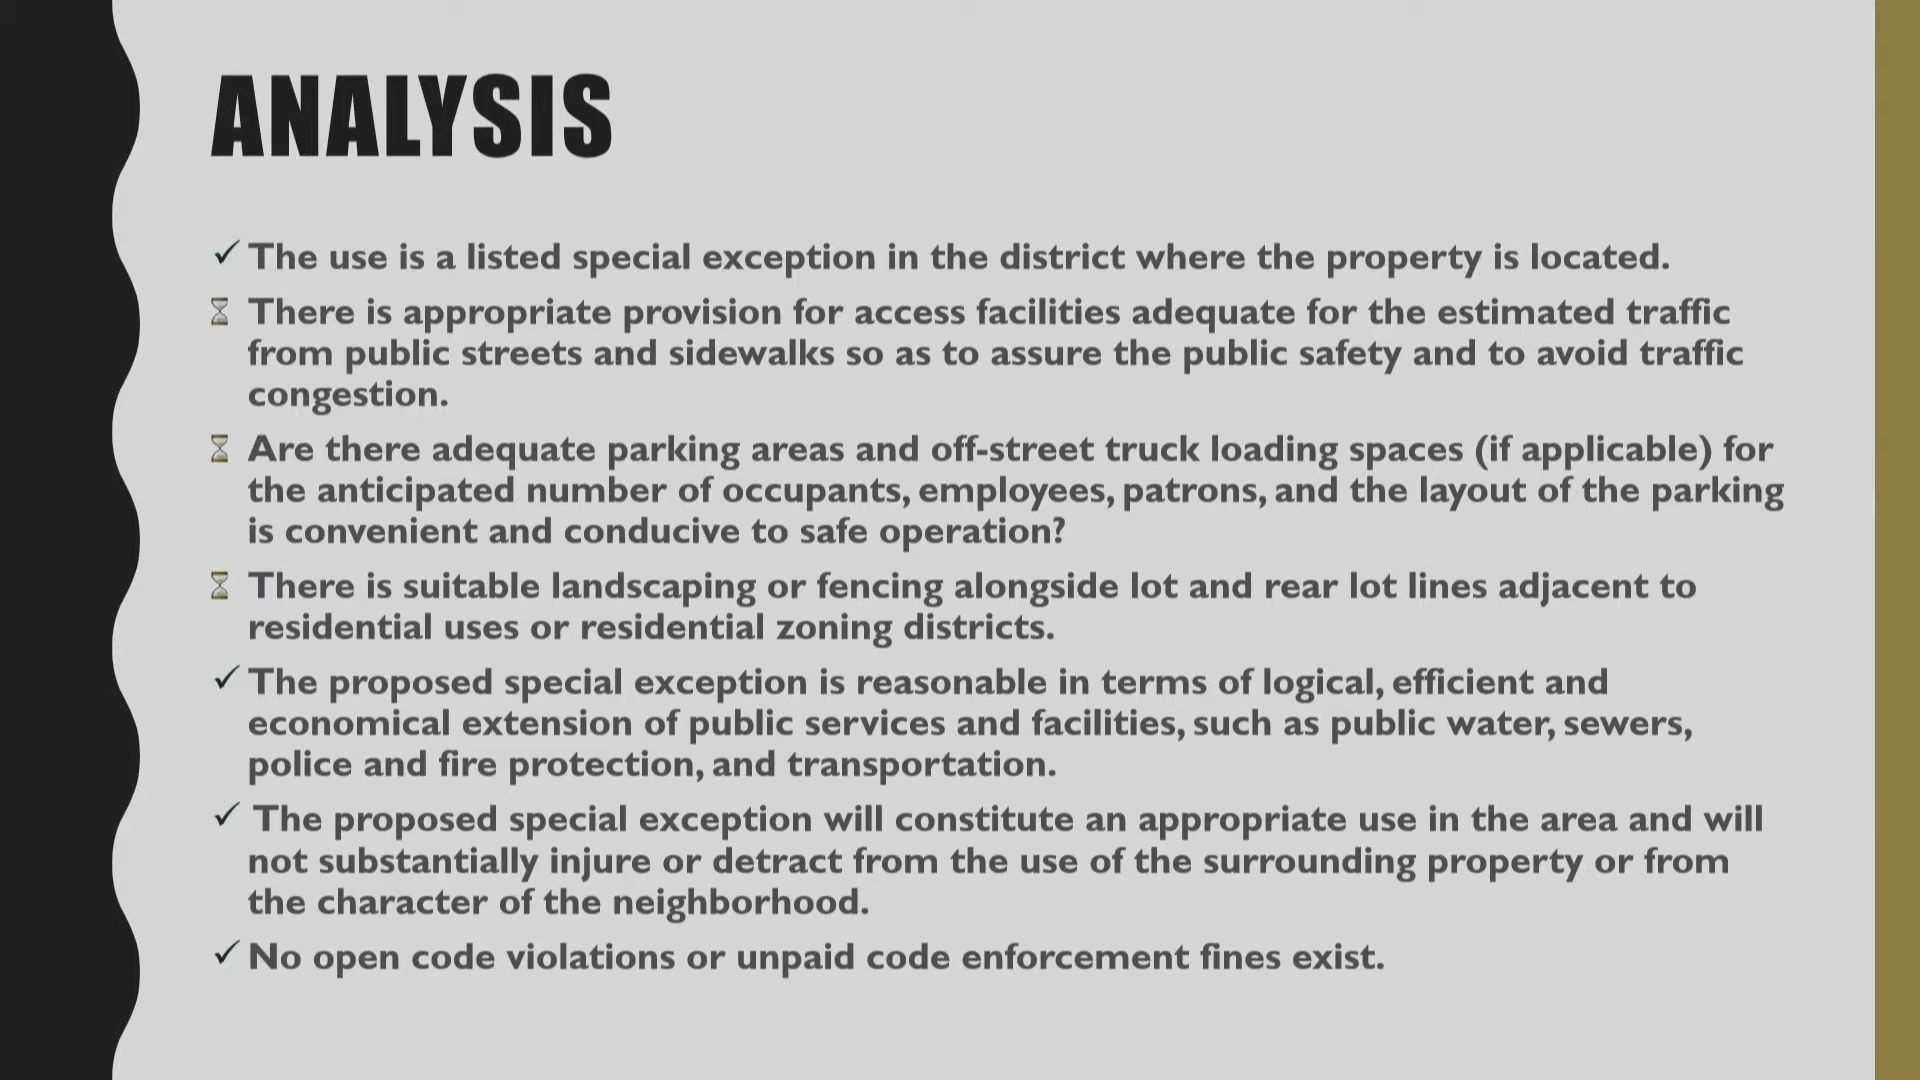 ANALYSIS
✓ The use is a listed special exception in the district where the property is located.
⌛ There is appropriate provision for access facilities adequate for the estimated traffic
from public streets and sidewalks so as to assure the public safety and to avoid traffic
congestion.
⌛ Are there adequate parking areas and off-street truck loading spaces (if applicable) for
the anticipated number of occupants, employees, patrons, and the layout of the parking
is convenient and conducive to safe operation?
⌛ There is suitable landscaping or fencing alongside lot and rear lot lines adjacent to
residential uses or residential zoning districts.
✓ The proposed special exception is reasonable in terms of logical, efficient and
economical extension of public services and facilities, such as public water, sewers,
police and fire protection, and transportation.
✓ The proposed special exception will constitute an appropriate use in the area and will
not substantially injure or detract from the use of the surrounding property or from
the character of the neighborhood.
✓ No open code violations or unpaid code enforcement fines exist.